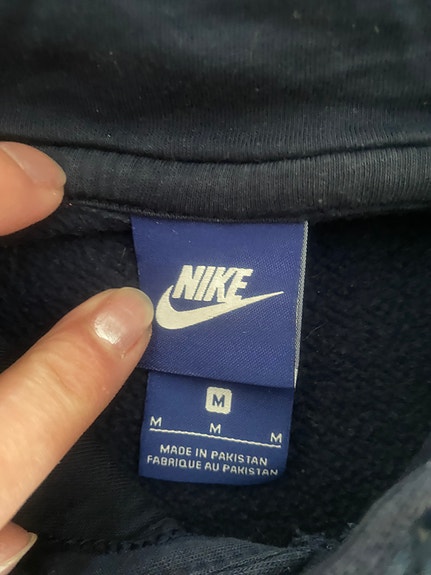 NIKE
M
M M M
MADE IN PAKISTAN
FABRIQUE AU PAKISTAN